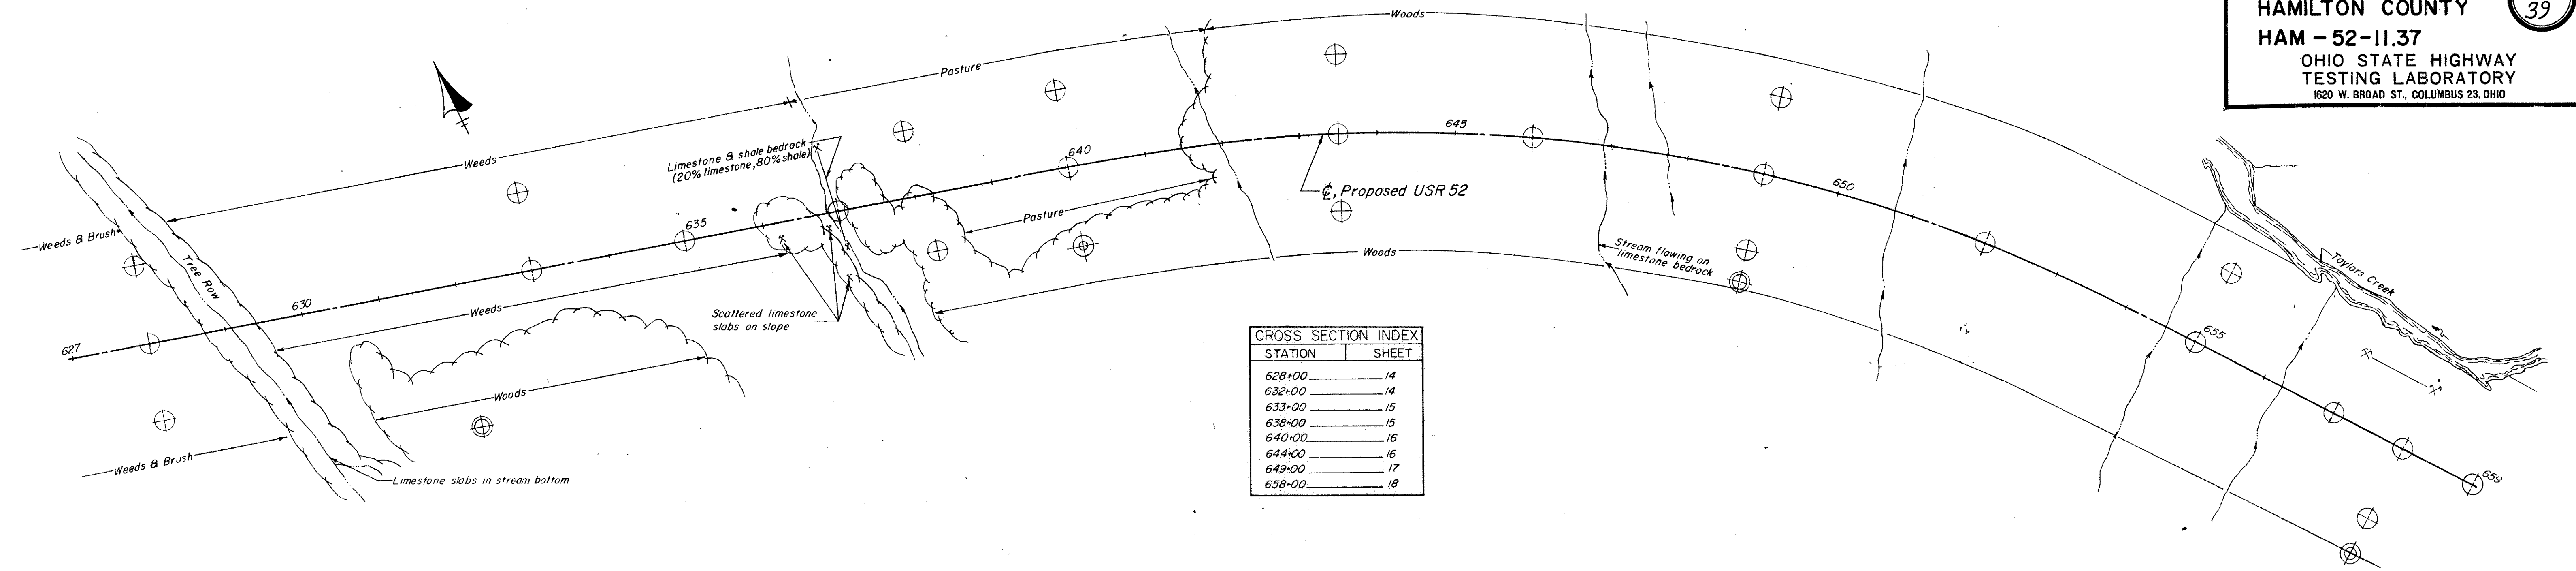 HAMILTON COUNTY
39
HAM - 52-11.37
OHIO STATE HIGHWAY
TESTING LABORATORY
1620 W. BROAD ST., COLUMBUS 23, OHIO
Woods
Pasture
Weeds
Limestone & shale bedrock
(20% limestone, 80% shale)
640
645
℄, Proposed USR 52
650
Weeds & Brush
Tree Row
635
Pasture
Woods
Stream flowing on
limestone bedrock
Taylors Creek
630
Weeds
Scattered limestone
slabs on slope
627
655
Woods
Weeds & Brush
Limestone slabs in stream bottom
659
CROSS SECTION INDEX
STATION SHEET
628+00 14
632+00 14
633+00 15
638+00 15
640+00 16
644+00 16
649+00 17
658+00 18